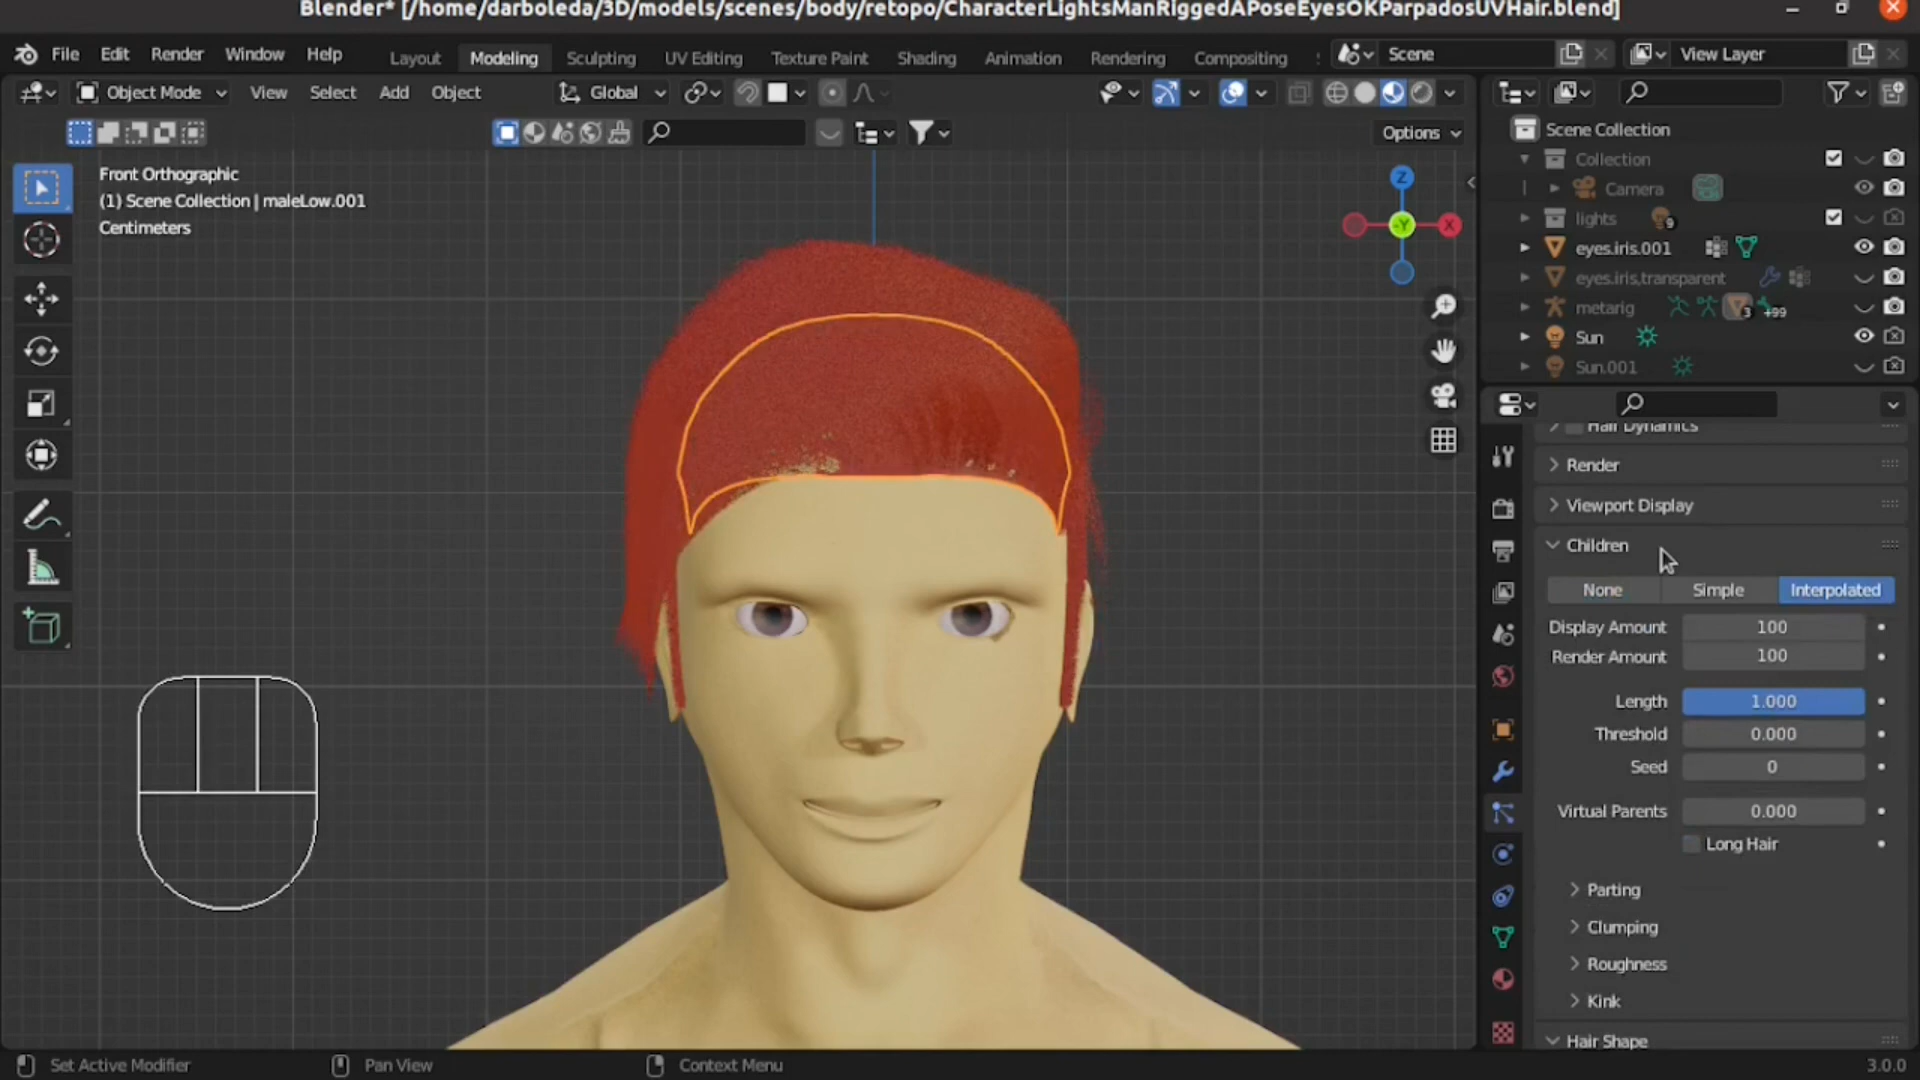 Blender* [/home/darboleda/3D/models/scenes/body/retopo/CharacterLightsManRiggedAPoseEyesOKParpadosUVHair.blend]
File Edit Render Window Help Layout Modeling Sculpting UV Editing Texture Paint Shading Animation Rendering Compositing Scene View Layer
Object Mode View Select Add Object Global
Options
Front Orthographic
(1) Scene Collection | maleLow.001
Centimeters
Z
-Y
X
Scene Collection
Collection
Camera
lights 9
eyes.iris.001
eyes.iris,transparent
metarig 3 +99
Sun
Sun.001
Hair Dynamics
Render
Viewport Display
Children
None Simple Interpolated
Display Amount 100
Render Amount 100
Length 1.000
Threshold 0.000
Seed 0
Virtual Parents 0.000
Long Hair
Parting
Clumping
Roughness
Kink
Hair Shape
Set Active Modifier Pan View Context Menu 3.0.0